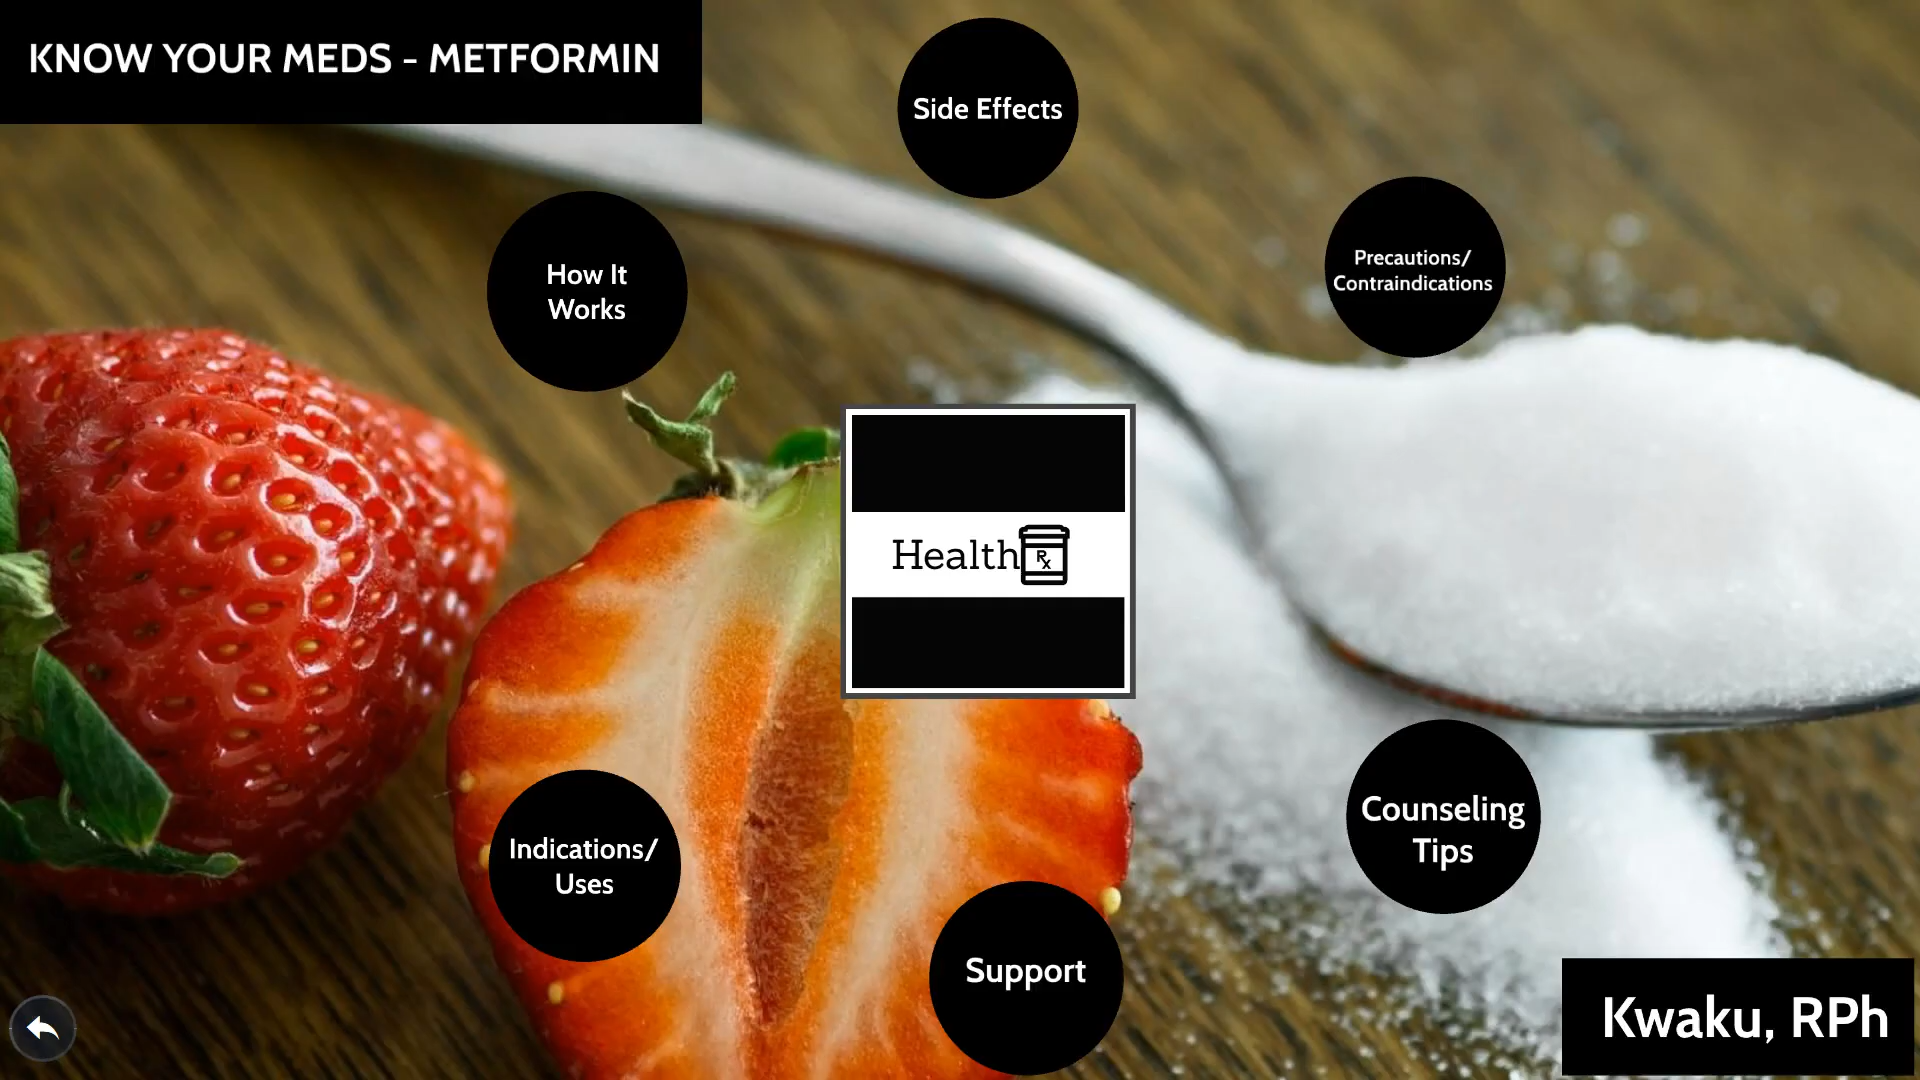 KNOW YOUR MEDS - METFORMIN
Side Effects
How It
Works
Precautions/
Contraindications
Health
Rx
Indications/
Uses
Counseling
Tips
Support
Kwaku, RPh